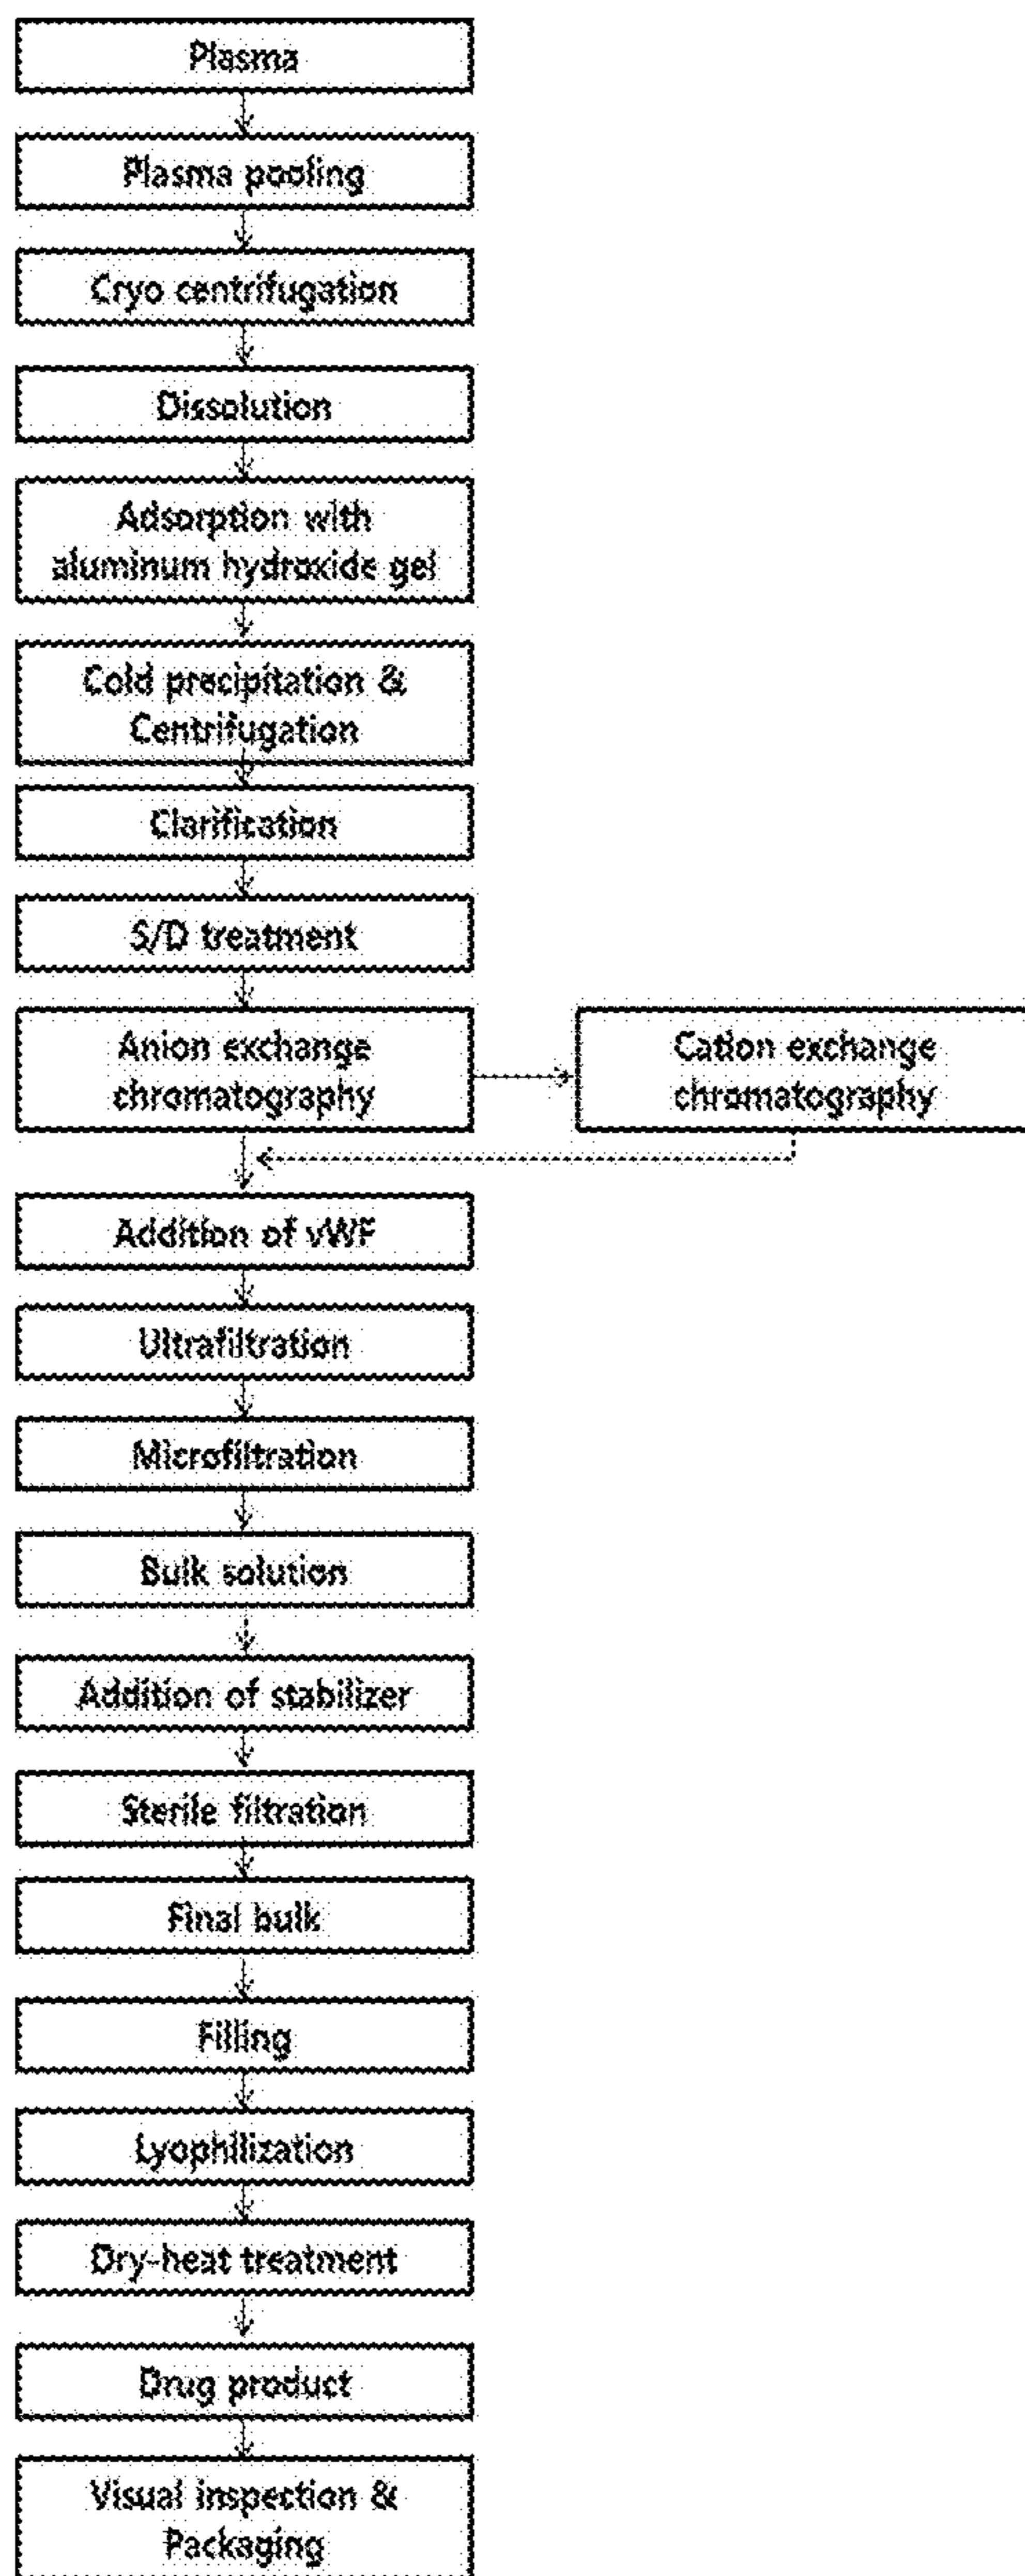 Plasma
Plasma pooling
Cryo centrifugation
Dissolution
Adsorption with
aluminum hydroxide gel
Cold precipitation &
Centrifugation
Clarification
S/D treatment
Anion exchange
chromatography
Cation exchange
chromatography
Addition of vWF
Ultrafiltration
Microfiltration
Bulk solution
Addition of stabilizer
Sterile filtration
Final bulk
Filling
Lyophilization
Dry-heat treatment
Drug product
Visual inspection &
Packaging